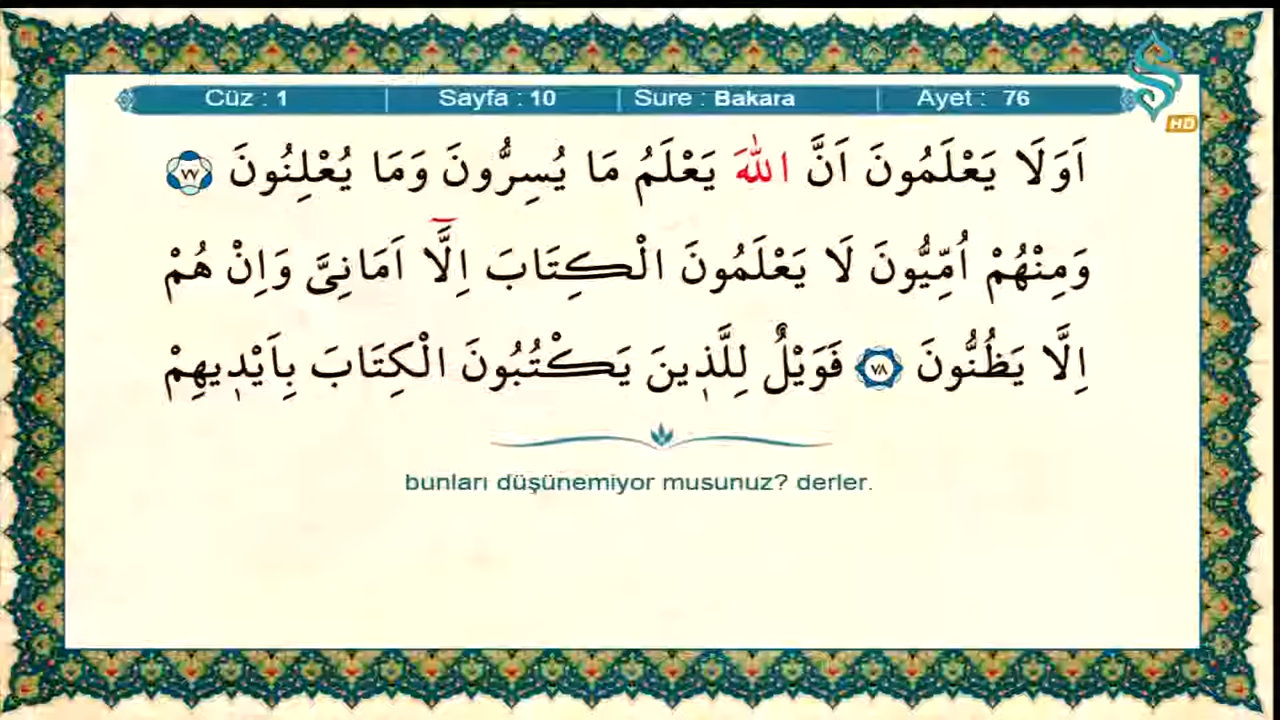 Cüz : 1 | Sayfa : 10 | Sure : Bakara | Ayet : 76
HD
اَوَلَا يَعْلَمُونَ اَنَّ اللّٰهَ يَعْلَمُ مَا يُسِرُّونَ وَمَا يُعْلِنُونَ ٧٧
وَمِنْهُمْ اُمِّيُّونَ لَا يَعْلَمُونَ الْكِتَابَ اِلَّٓا اَمَانِىَّ وَاِنْ هُمْ
اِلَّا يَظُنُّونَ ٧٨ فَوَيْلٌ لِلَّذ۪ينَ يَكْتُبُونَ الْكِتَابَ بِاَيْد۪يهِمْ
bunları düşünemiyor musunuz? derler.